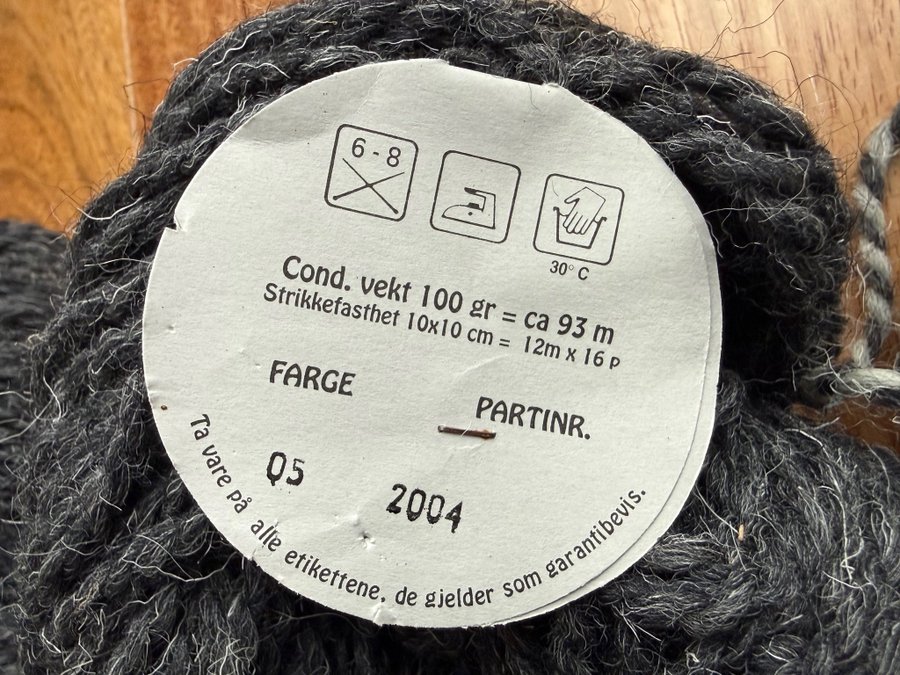 6 - 8
30° C
Cond. vekt 100 gr = ca 93 m
Strikkefasthet 10x10 cm = 12m x 16 p
FARGE
PARTINR.
Q5
2004
Ta vare på alle etikettene, de gjelder som garantibevis.